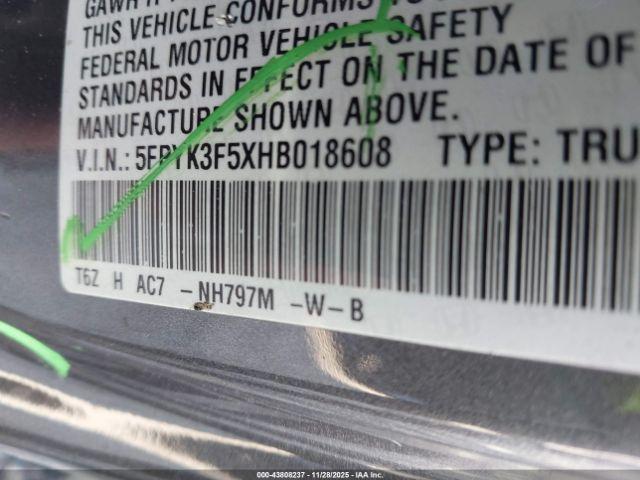 THIS VEHICLE CONFORMS TO
FEDERAL MOTOR VEHICLE SAFETY
STANDARDS IN EFFECT ON THE DATE OF
MANUFACTURE SHOWN ABOVE.
V.I.N.: 5FPYK3F5XHB018608 TYPE: TRU
T6Z H AC7 -NH797M -W-B
000-43808237 - 11/28/2025 - IAA Inc.